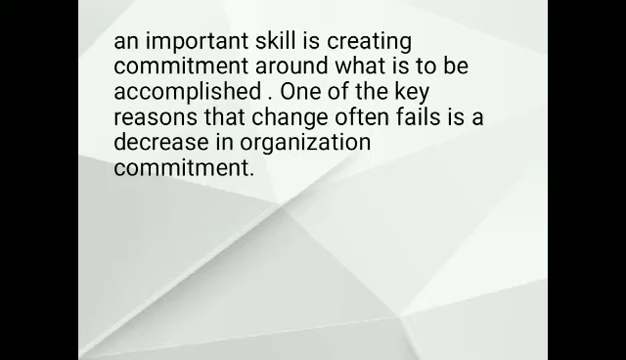 an important skill is creating
commitment around what is to be
accomplished . One of the key
reasons that change often fails is a
decrease in organization
commitment.